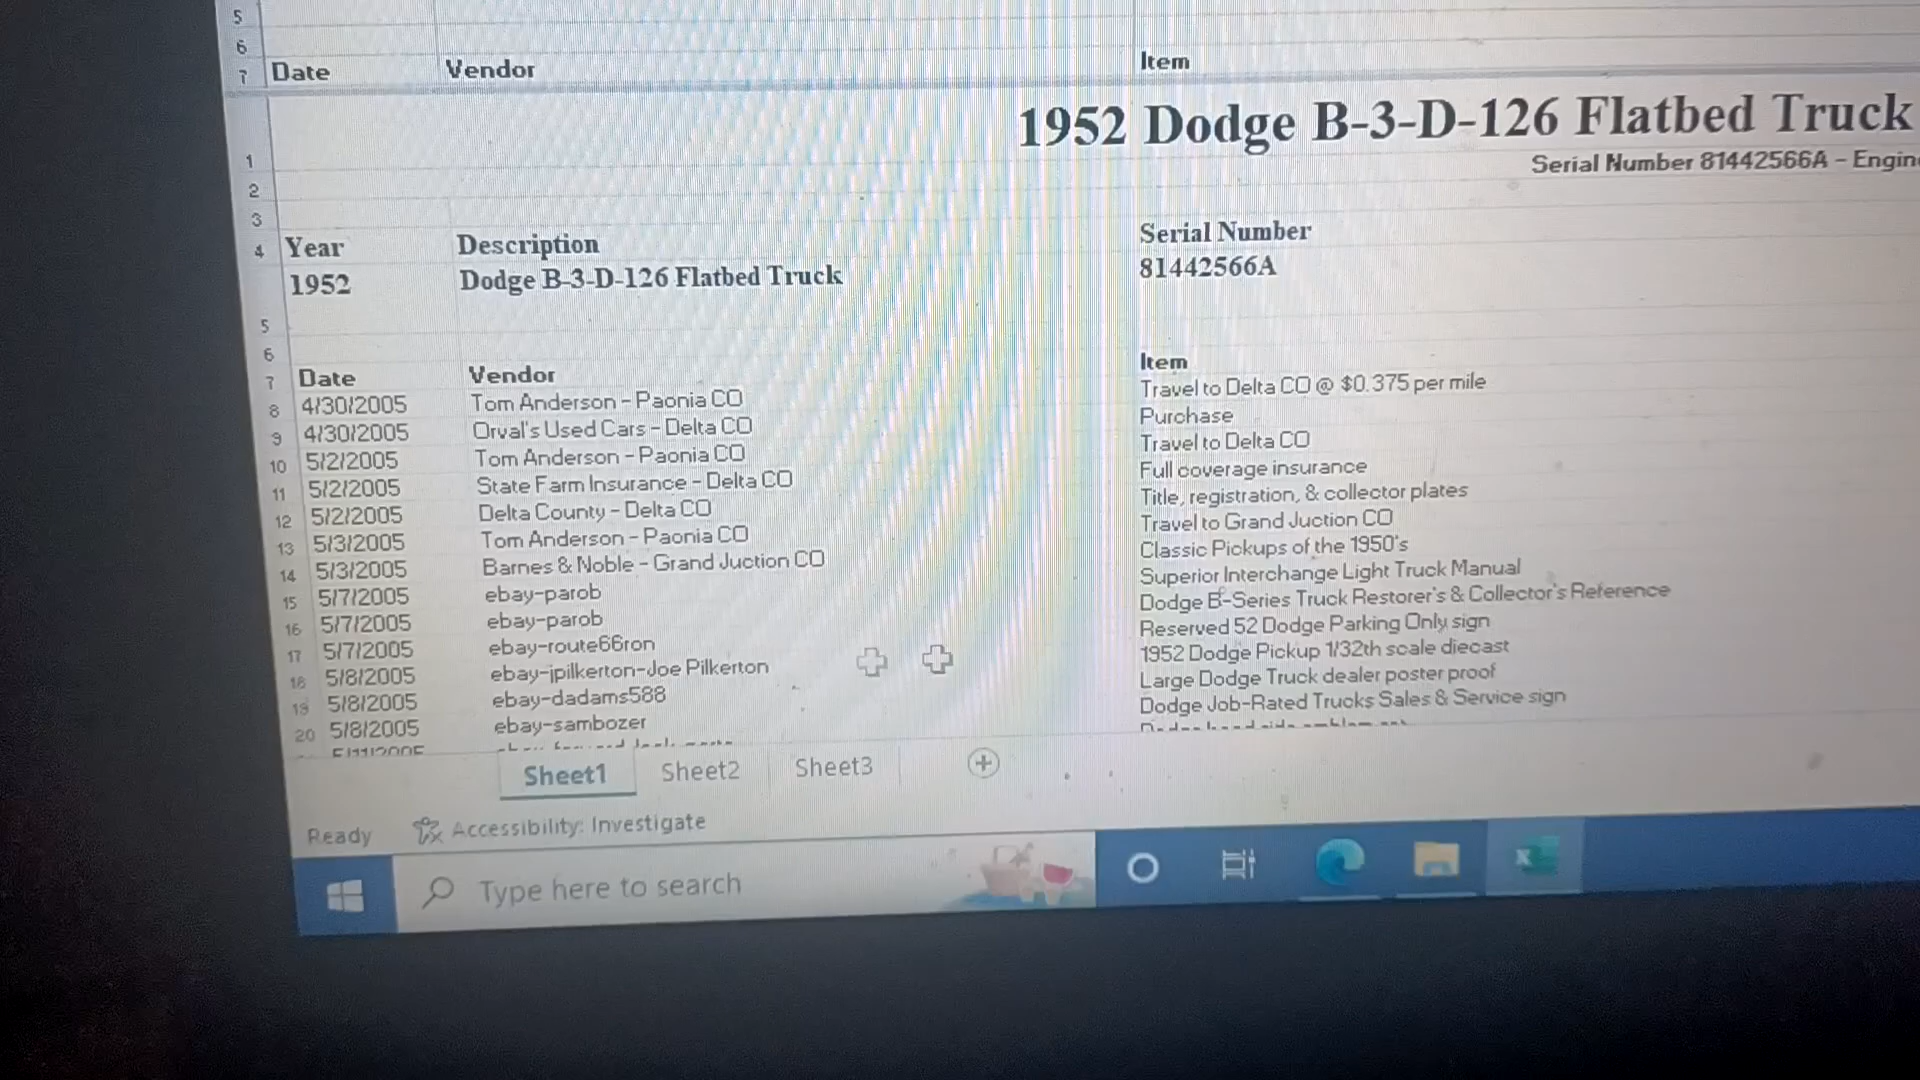 5
6
7 Date Vendor Item
1 1952 Dodge B-3-D-126 Flatbed Truck
Serial Number 81442566A - Engin
2
3
4 Year Description Serial Number
1952 Dodge B-3-D-126 Flatbed Truck 81442566A
5
6
7 Date Vendor Item
8 4/30/2005 Tom Anderson - Paonia CO Travel to Delta CO @ $0.375 per mile
9 4/30/2005 Orval's Used Cars - Delta CO Purchase
10 5/2/2005 Tom Anderson - Paonia CO Travel to Delta CO
11 5/2/2005 State Farm Insurance - Delta CO Full coverage insurance
12 5/2/2005 Delta County - Delta CO Title, registration, & collector plates
13 5/3/2005 Tom Anderson - Paonia CO Travel to Grand Juction CO
14 5/3/2005 Barnes & Noble - Grand Juction CO Classic Pickups of the 1950's
15 5/7/2005 ebay-parob Superior Interchange Light Truck Manual
16 5/7/2005 ebay-parob Dodge B-Series Truck Restorer's & Collector's Reference
17 5/7/2005 ebay-route66ron Reserved 52 Dodge Parking Only sign
18 5/8/2005 ebay-jpilkerton-Joe Pilkerton 1952 Dodge Pickup 1/32th scale diecast
19 5/8/2005 ebay-dadams588 Large Dodge Truck dealer poster proof
20 5/8/2005 ebay-sambozer Dodge Job-Rated Trucks Sales & Service sign
Sheet1 Sheet2 Sheet3
Ready Accessibility: Investigate
Type here to search